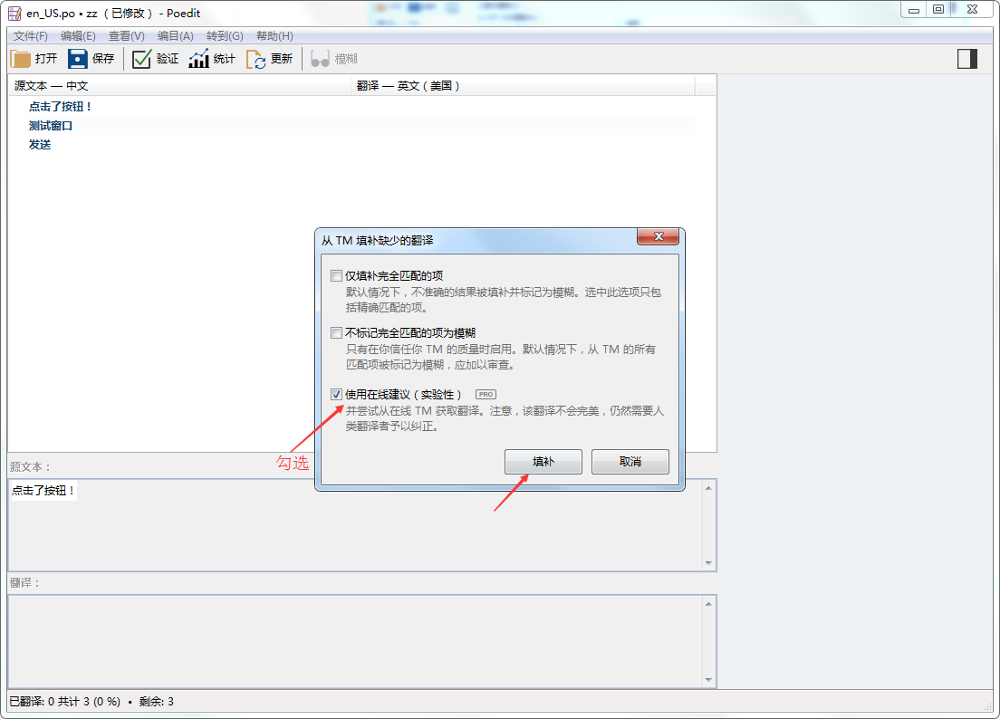 en_US.po • zz （已修改） - Poedit
文件(F) 编辑(E) 查看(V) 编目(A) 转到(G) 帮助(H)
打开 保存 验证 统计 更新 模糊
源文本 — 中文 翻译 — 英文（美国）
点击了按钮！
测试窗口
发送
从 TM 填补缺少的翻译
仅填补完全匹配的项
默认情况下，不准确的结果被填补并标记为模糊。选中此选项只包
括精确匹配的项。
不标记完全匹配的项为模糊
只有在你信任你 TM 的质量时启用。默认情况下，从 TM 的所有
匹配项被标记为模糊，应加以审查。
使用在线建议（实验性） PRO
并尝试从在线 TM 获取翻译。注意，该翻译不会完美，仍然需要人
类翻译者予以纠正。
填补 取消
勾选
源文本：
点击了按钮！
翻译：
已翻译: 0 共计 3 (0 %) • 剩余: 3